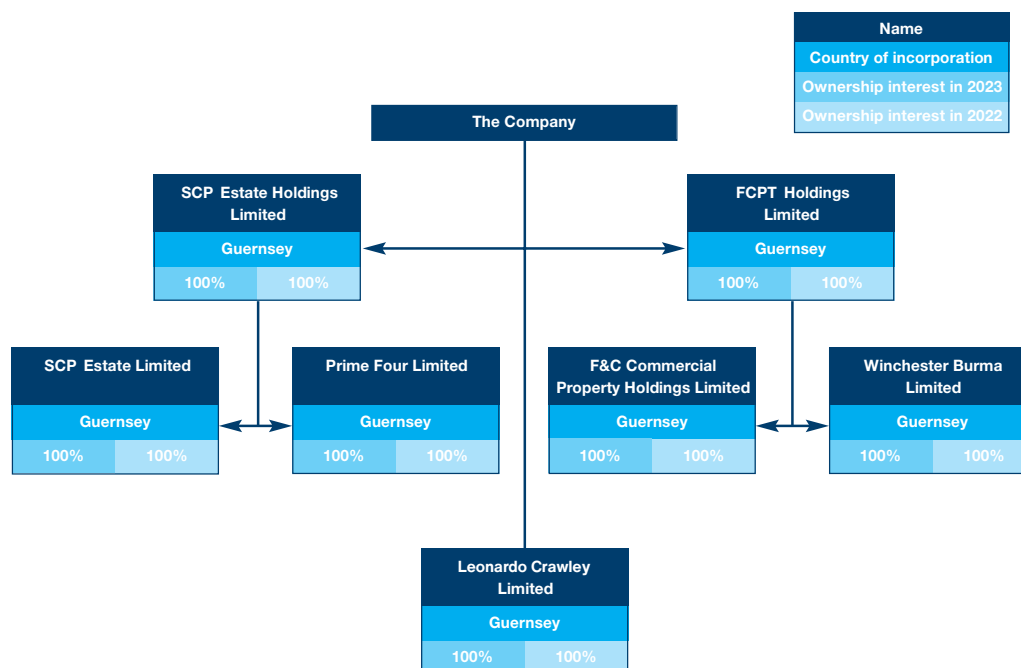 Name
Country of incorporation
Ownership interest in 2023
Ownership interest in 2022
The Company
SCP Estate Holdings
Limited
Guernsey
100% 100%
FCPT Holdings
Limited
Guernsey
100% 100%
SCP Estate Limited
Guernsey
100% 100%
Prime Four Limited
Guernsey
100% 100%
F&C Commercial
Property Holdings Limited
Guernsey
100% 100%
Winchester Burma
Limited
Guernsey
100% 100%
Leonardo Crawley
Limited
Guernsey
100% 100%